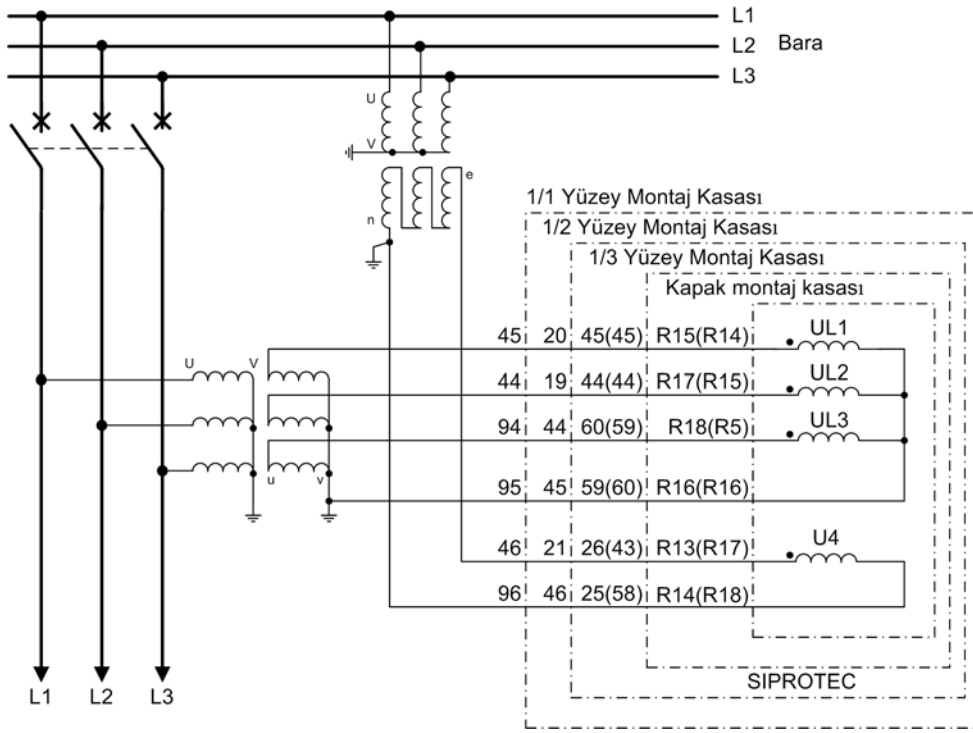 L1
L2 Bara
L3
U
V
e
n
1/1 Yüzey Montaj Kasası
1/2 Yüzey Montaj Kasası
1/3 Yüzey Montaj Kasası
Kapak montaj kasası
45 20 45(45) R15(R14) UL1
U V
44 19 44(44) R17(R15) UL2
94 44 60(59) R18(R5) UL3
u v
95 45 59(60) R16(R16)
46 21 26(43) R13(R17) U4
96 46 25(58) R14(R18)
SIPROTEC
L1 L2 L3